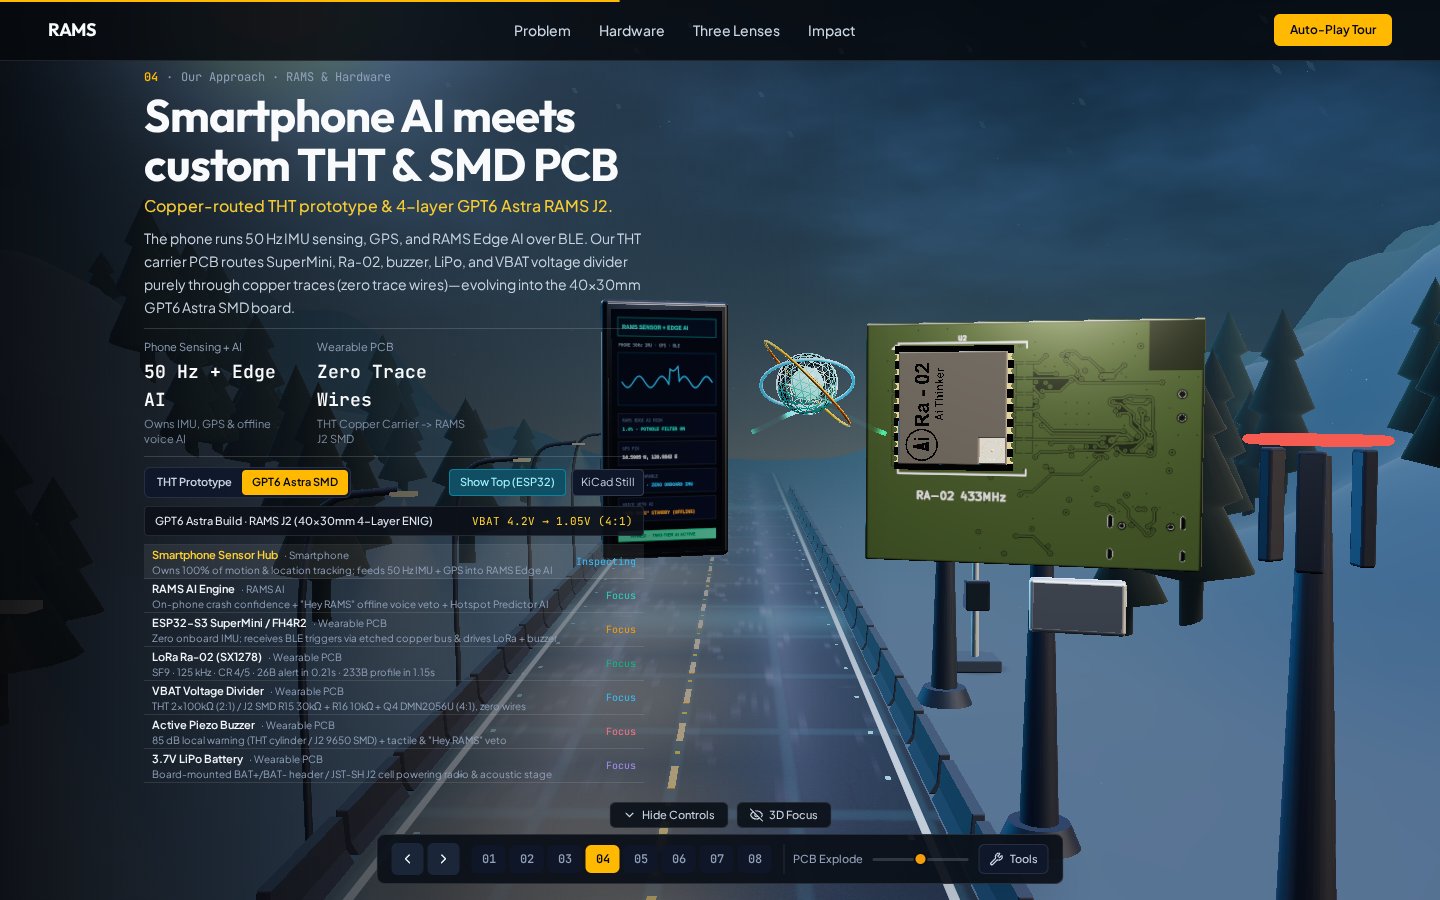 RAMS
Problem
Hardware
Three Lenses
Impact
Auto-Play Tour
04 · Our Approach · RAMS & Hardware
Smartphone AI meets
custom THT & SMD PCB
Copper-routed THT prototype & 4-layer GPT6 Astra RAMS J2.
The phone runs 50 Hz IMU sensing, GPS, and RAMS Edge AI over BLE. Our THT
carrier PCB routes SuperMini, Ra-02, buzzer, LiPo, and VBAT voltage divider
purely through copper traces (zero trace wires)—evolving into the 40×30mm
GPT6 Astra SMD board.
Phone Sensing + AI
50 Hz + Edge
AI
Owns IMU, GPS & offline
voice AI
Wearable PCB
Zero Trace
Wires
THT Copper Carrier -> RAMS
J2 SMD
THT Prototype
GPT6 Astra SMD
Show Top (ESP32)
KiCad Still
GPT6 Astra Build · RAMS J2 (40×30mm 4-Layer ENIG)
VBAT 4.2V → 1.05V (4:1)
Smartphone Sensor Hub · Smartphone
Owns 100% of motion & location tracking; feeds 50 Hz IMU + GPS into RAMS Edge AI
Inspecting
RAMS AI Engine · RAMS AI
On-phone crash confidence + "Hey RAMS" offline voice veto + Hotspot Predictor AI
Focus
ESP32-S3 SuperMini / FH4R2 · Wearable PCB
Zero onboard IMU; receives BLE triggers via etched copper bus & drives LoRa + buzzer
Focus
LoRa Ra-02 (SX1278) · Wearable PCB
SF9 · 125 kHz · CR 4/5 · 26B alert in 0.21s · 233B profile in 1.15s
Focus
VBAT Voltage Divider · Wearable PCB
THT 2×100kΩ (2:1) / J2 SMD R15 30kΩ + R16 10kΩ + Q4 DMN2056U (4:1), zero wires
Focus
Active Piezo Buzzer · Wearable PCB
85 dB local warning (THT cylinder / J2 9650 SMD) + tactile & "Hey RAMS" veto
Focus
3.7V LiPo Battery · Wearable PCB
Board-mounted BAT+/BAT- header / JST-SH J2 cell powering radio & acoustic stage
Focus
RAMS SENSOR + EDGE AI
PHONE 50Hz IMU · GPS · BLE
U2
Ra-02
Ai Thinker
Ai
RA-02 433MHz
Hide Controls
3D Focus
01
02
03
04
05
06
07
08
PCB Explode
Tools